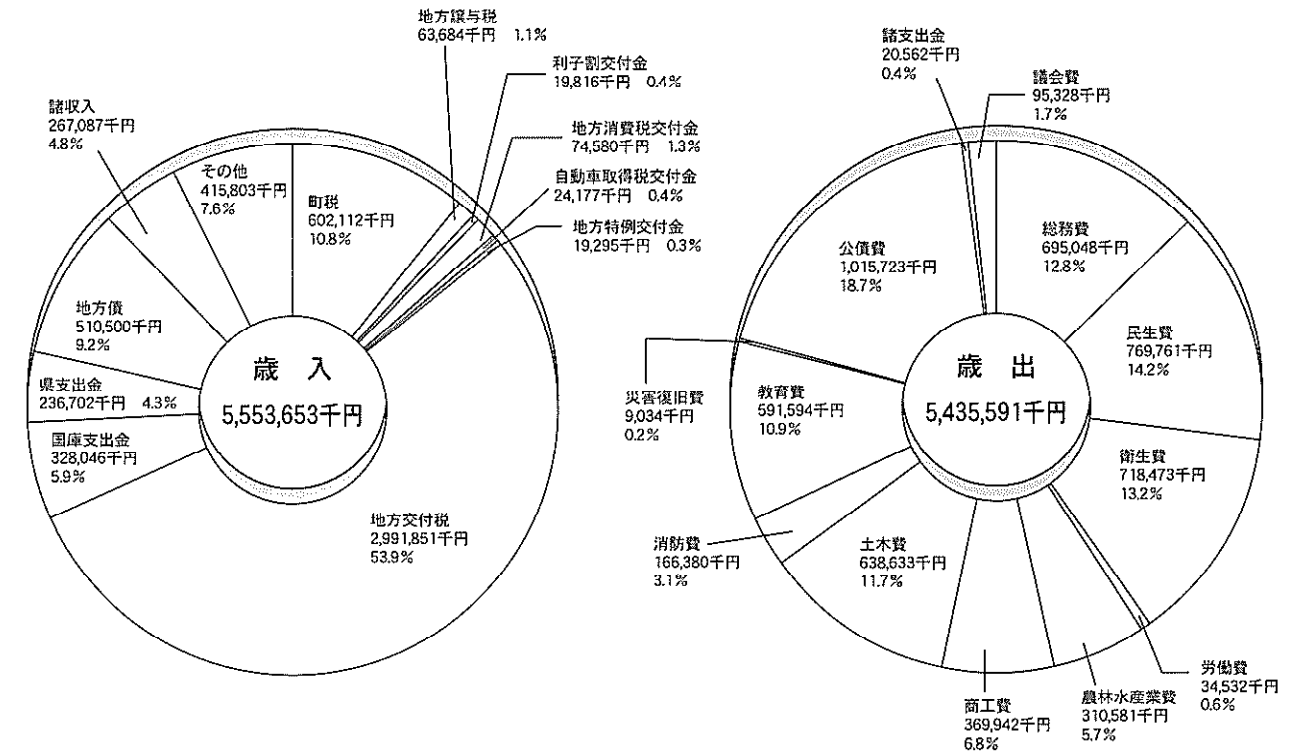 地方譲与税
63,684千円 1.1%
利子割交付金
19,816千円 0.4%
地方消費税交付金
74,580千円 1.3%
自動車取得税交付金
24,177千円 0.4%
地方特例交付金
19,295千円 0.3%
諸収入
267,087千円
4.8%
その他
415,803千円
7.6%
町税
602,112千円
10.8%
地方債
510,500千円
9.2%
県支出金
236,702千円 4.3%
国庫支出金
328,046千円
5.9%
地方交付税
2,991,851千円
53.9%
歳 入
5,553,653千円
諸支出金
20,562千円
0.4%
議会費
95,328千円
1.7%
総務費
695,048千円
12.8%
公債費
1,015,723千円
18.7%
民生費
769,761千円
14.2%
歳 出
5,435,591千円
災害復旧費
9,034千円
0.2%
教育費
591,594千円
10.9%
衛生費
718,473千円
13.2%
消防費
166,380千円
3.1%
土木費
638,633千円
11.7%
商工費
369,942千円
6.8%
農林水産業費
310,581千円
5.7%
労働費
34,532千円
0.6%